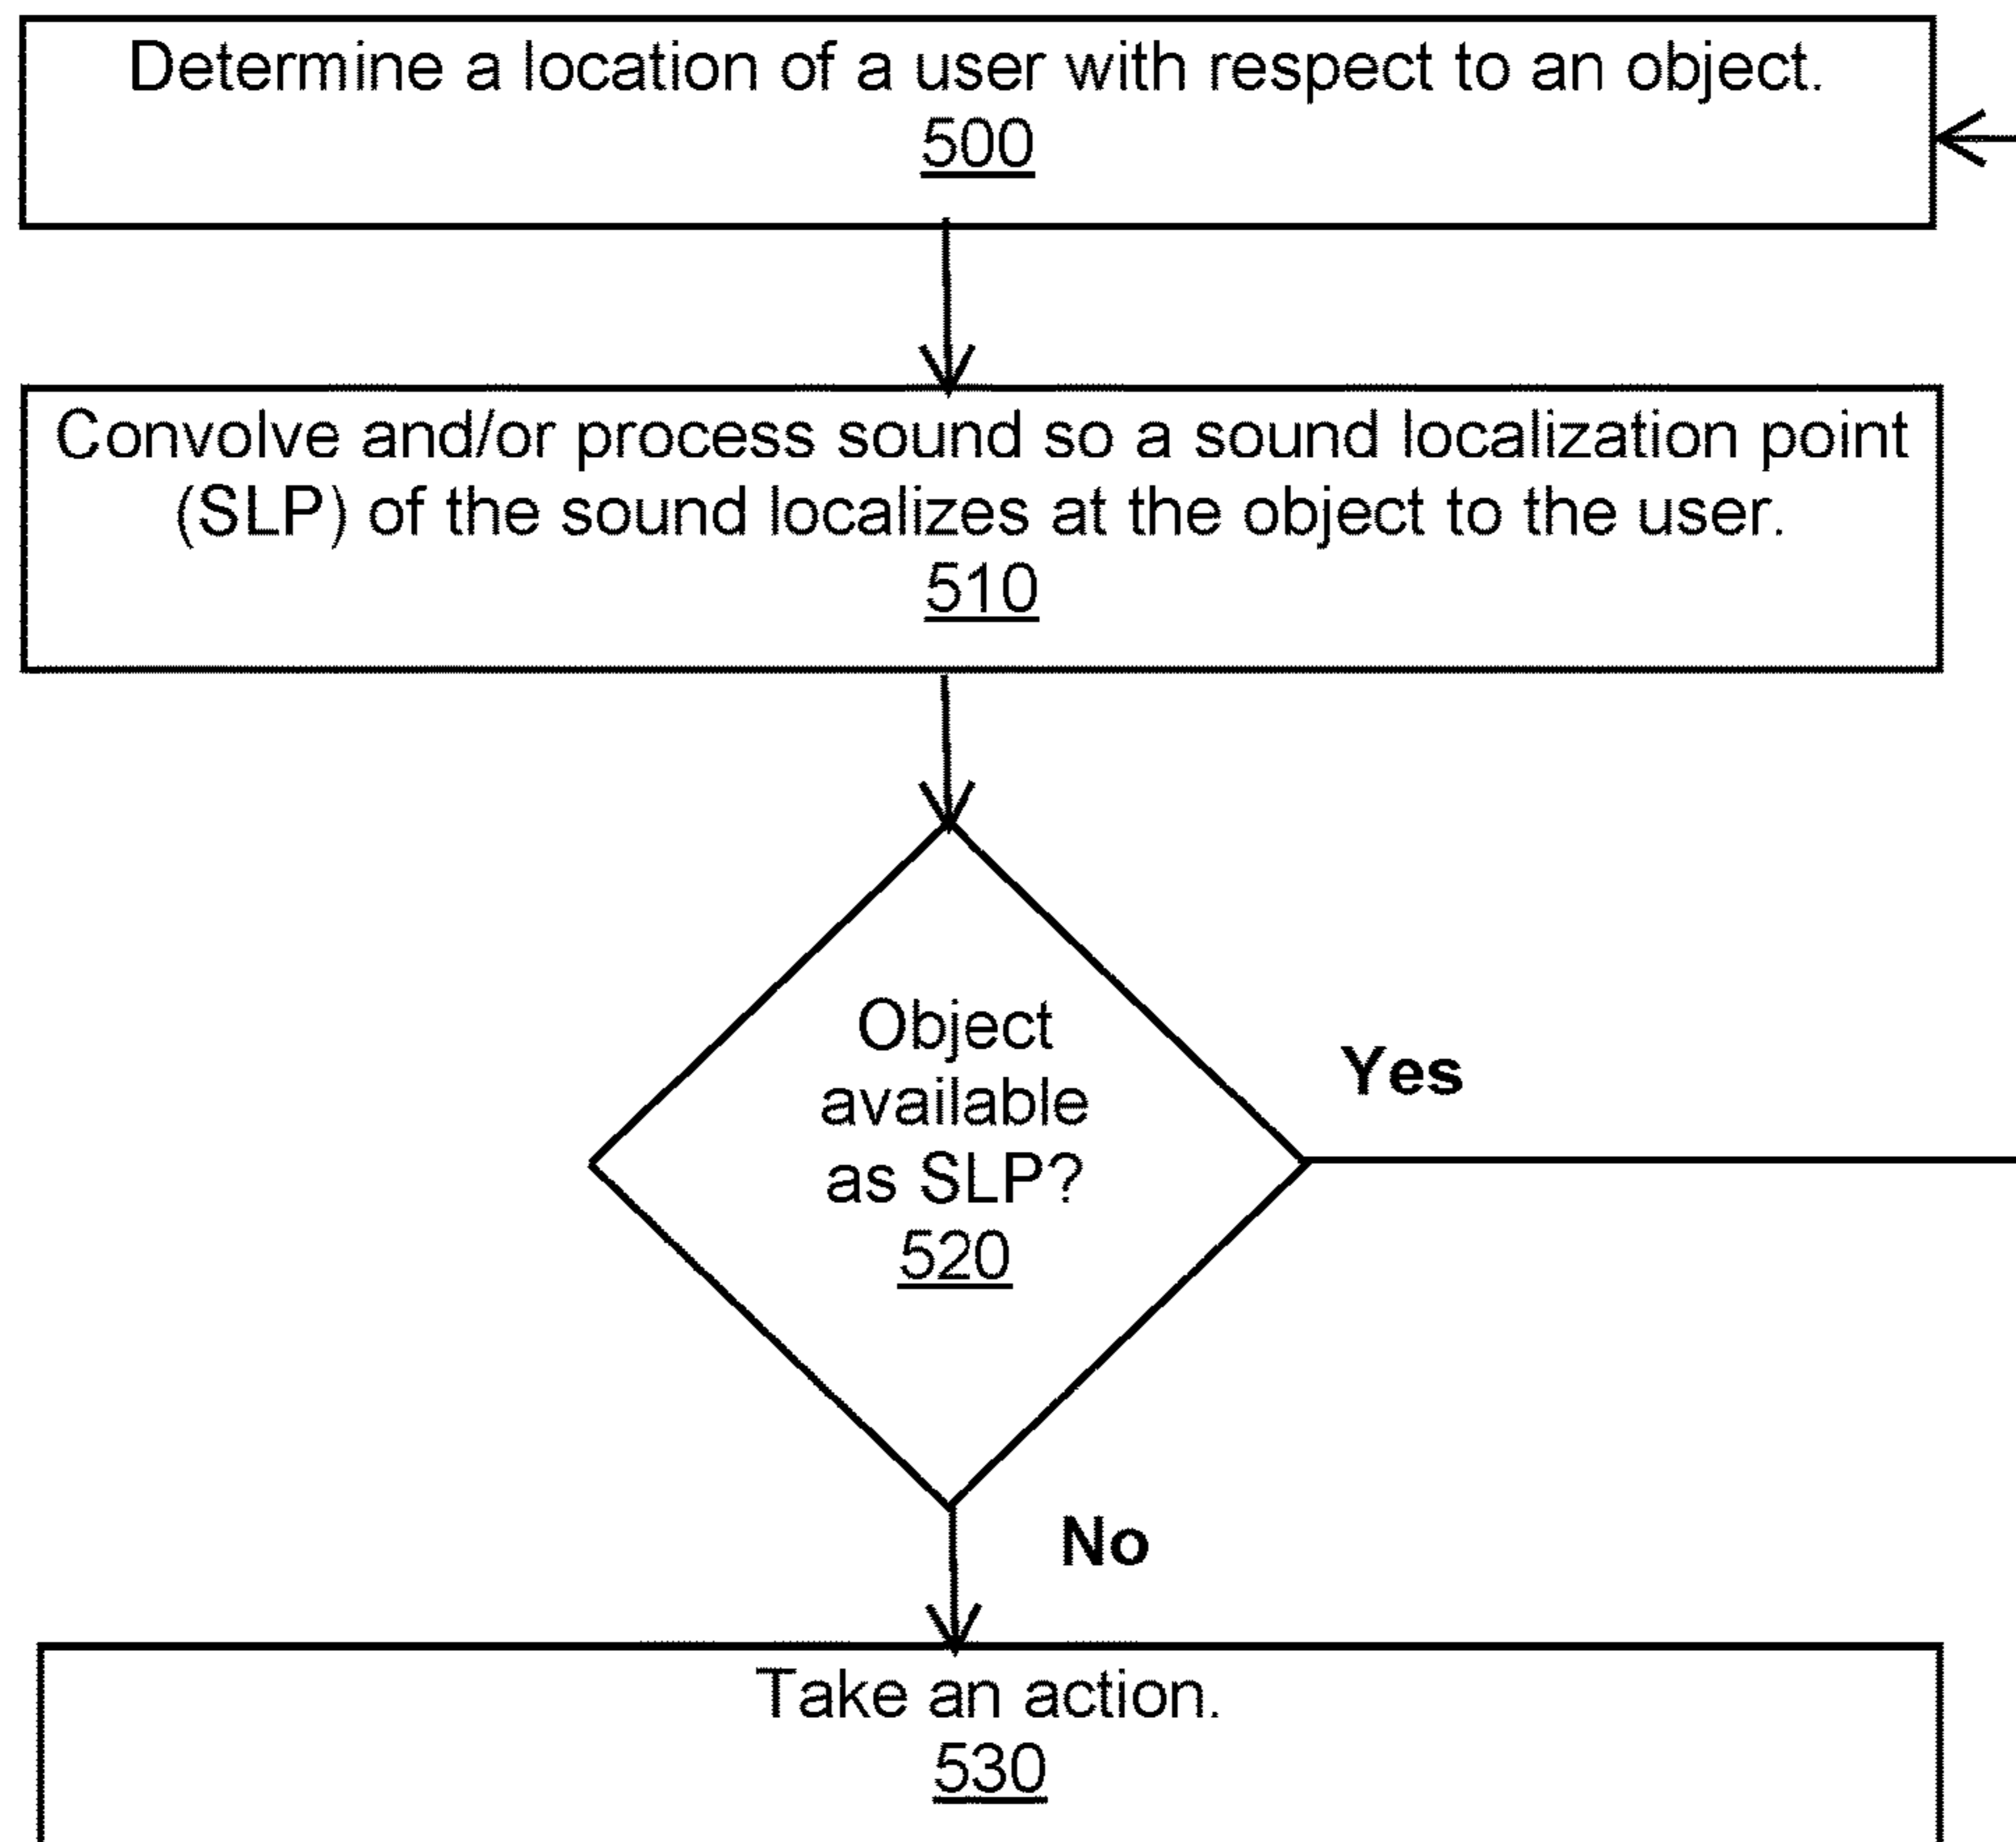 Determine a location of a user with respect to an object.
500
Convolve and/or process sound so a sound localization point
(SLP) of the sound localizes at the object to the user.
510
Object
available
as SLP?
520
Yes
No
Take an action.
530